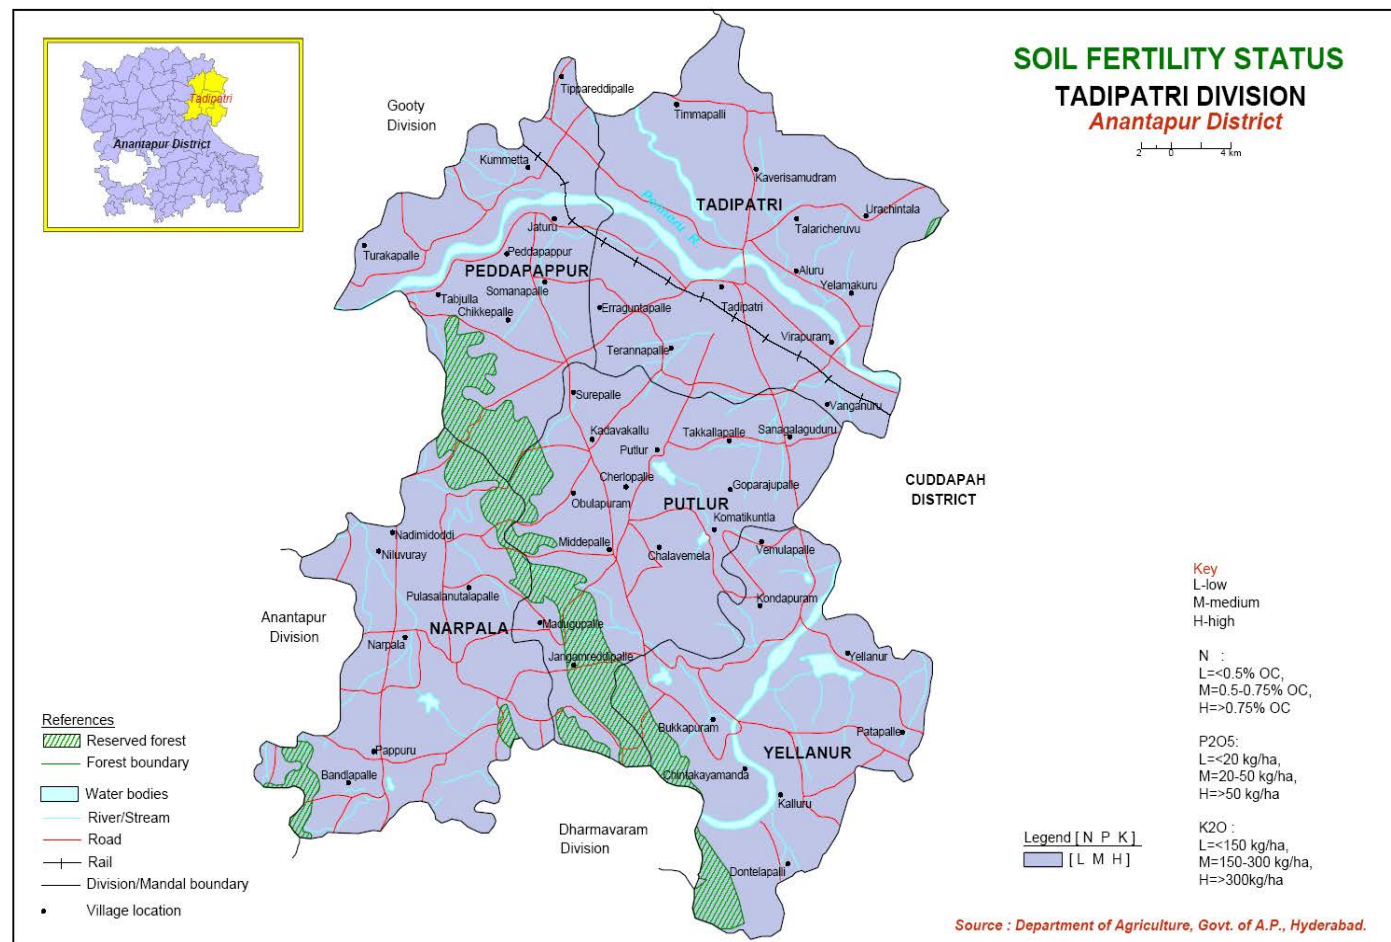 SOIL FERTILITY STATUS
TADIPATRI DIVISION
Anantapur District
2 0 4 km
Tadipatri
Anantapur District
Gooty
Division
Tippareddipalle
Timmapalli
Kummetta
Kaverisamudram
TADIPATRI
Pennani R.
Urachintala
Talaricheruvu
Jaturu
Turakapalle
Peddapappur
PEDDAPAPPUR
Aluru
Somanapalle
Yelamakuru
Tabjulla
Chikkepalle
Erraguntapalle
Tadipatri
Virapuram
Terannapalle
Surepalle
Vanganuru
Kadavakallu
Takkallapalle
Sanagalaguduru
Putlur
Cherlopalle
Goparajupalle
Obulapuram
PUTLUR
CUDDAPAH
DISTRICT
Komatikuntla
Nadimidoddi
Niluvuray
Middepalle
Chalavemela
Vemulapalle
Pulasalanutalapalle
Kondapuram
Anantapur
Division
NARPALA
Madugupalle
Narpala
Jangamreddipalle
Yellanur
Bukkapuram
Patapalle
YELLANUR
Pappuru
Bandlapalle
Chintakayamanda
Kalluru
Dharmavaram
Division
Dontelapalli
References
Reserved forest
Forest boundary
Water bodies
River/Stream
Road
Rail
Division/Mandal boundary
Village location
Key
L-low
M-medium
H-high
N :
L=<0.5% OC,
M=0.5-0.75% OC,
H=>0.75% OC
P2O5:
L=<20 kg/ha,
M=20-50 kg/ha,
H=>50 kg/ha
K2O :
L=<150 kg/ha,
M=150-300 kg/ha,
H=>300kg/ha
Legend [ N P K ]
[ L M H ]
Source : Department of Agriculture, Govt. of A.P., Hyderabad.